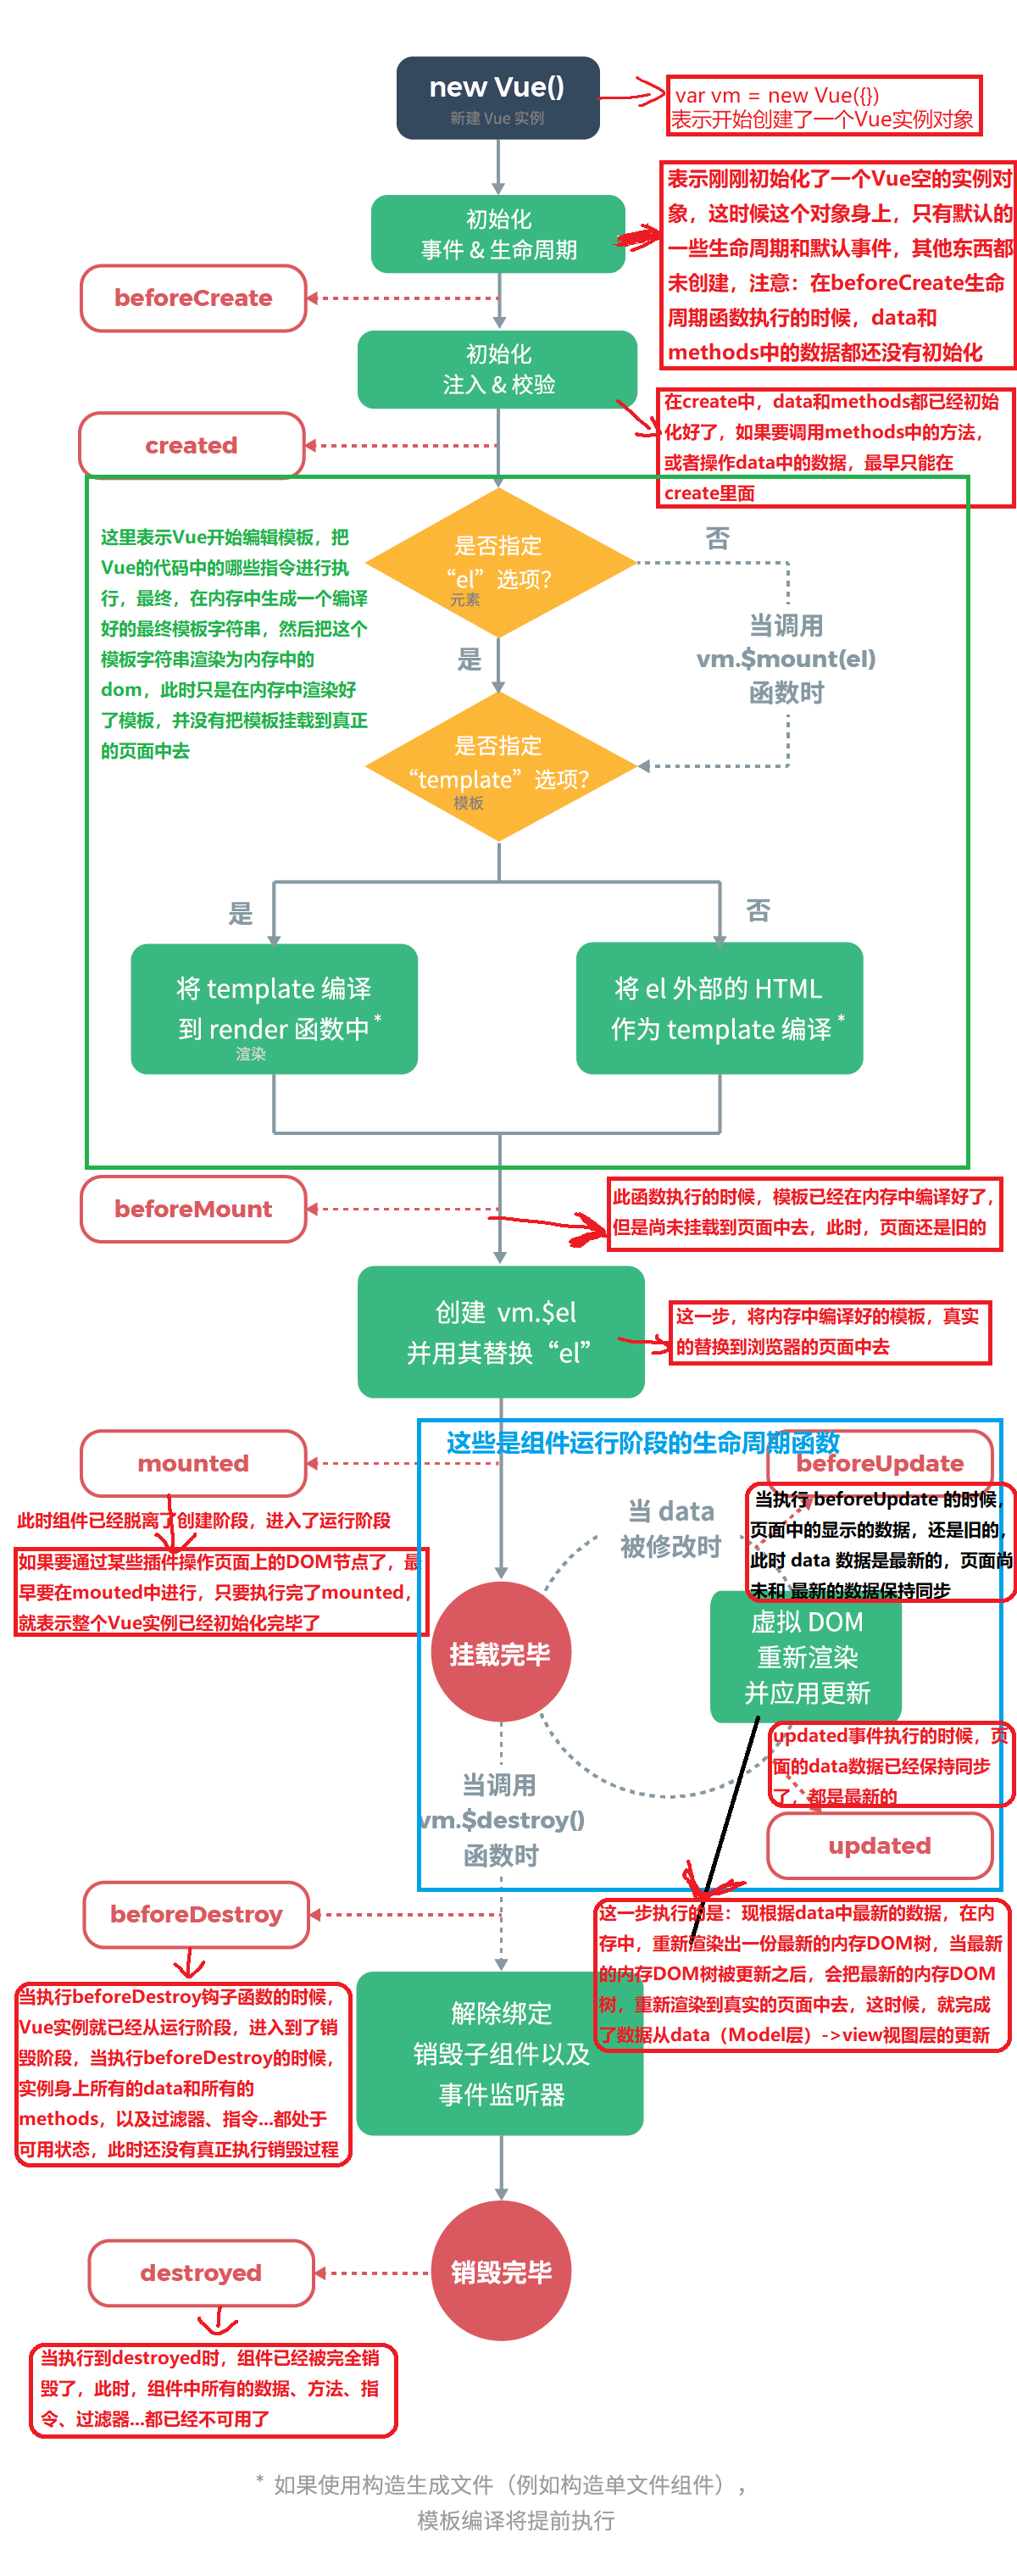 new Vue()
新建 Vue 实例
var vm = new Vue({})
表示开始创建了一个Vue实例对象
初始化
事件 & 生命周期
表示刚刚初始化了一个Vue空的实例对
象，这时候这个对象身上，只有默认的
一些生命周期和默认事件，其他东西都
未创建，注意：在beforeCreate生命
周期函数执行的时候，data和
methods中的数据都还没有初始化
beforeCreate
初始化
注入 & 校验
在create中，data和methods都已经初始
化好了，如果要调用methods中的方法，
或者操作data中的数据，最早只能在
create里面
created
这里表示Vue开始编辑模板，把
Vue的代码中的哪些指令进行执
行，最终，在内存中生成一个编译
好的最终模板字符串，然后把这个
模板字符串渲染为内存中的
dom，此时只是在内存中渲染好
了模板，并没有把模板挂载到真正
的页面中去
是否指定
“el”选项？
元素
否
当调用
vm.$mount(el)
函数时
是
是否指定
“template”选项？
模板
是
否
将 template 编译
到 render 函数中*
渲染
将 el 外部的 HTML
作为 template 编译*
beforeMount
此函数执行的时候，模板已经在内存中编译好了，
但是尚未挂载到页面中去，此时，页面还是旧的
创建 vm.$el
并用其替换“el”
这一步，将内存中编译好的模板，真实
的替换到浏览器的页面中去
这些是组件运行阶段的生命周期函数
mounted
beforeUpdate
此时组件已经脱离了创建阶段，进入了运行阶段
如果要通过某些插件操作页面上的DOM节点了，最
早要在mouted中进行，只要执行完了mounted，
就表示整个Vue实例已经初始化完毕了
当 data
被修改时
当执行 beforeUpdate 的时候，
页面中的显示的数据，还是旧的，
此时 data 数据是最新的，页面尚
未和 最新的数据保持同步
挂载完毕
虚拟 DOM
重新渲染
并应用更新
updated事件执行的时候，页
面的data数据已经保持同步
了，都是最新的
当调用
vm.$destroy()
函数时
updated
beforeDestroy
这一步执行的是：现根据data中最新的数据，在内
存中，重新渲染出一份最新的内存DOM树，当最新
的内存DOM树被更新之后，会把最新的内存DOM
树，重新渲染到真实的页面中去，这时候，就完成
了数据从data（Model层）->view视图层的更新
当执行beforeDestroy钩子函数的时候，
Vue实例就已经从运行阶段，进入到了销
毁阶段，当执行beforeDestroy的时候，
实例身上所有的data和所有的
methods，以及过滤器、指令...都处于
可用状态，此时还没有真正执行销毁过程
解除绑定
销毁子组件以及
事件监听器
destroyed
销毁完毕
当执行到destroyed时，组件已经被完全销
毁了，此时，组件中所有的数据、方法、指
令、过滤器...都已经不可用了
* 如果使用构造生成文件（例如构造单文件组件），
模板编译将提前执行